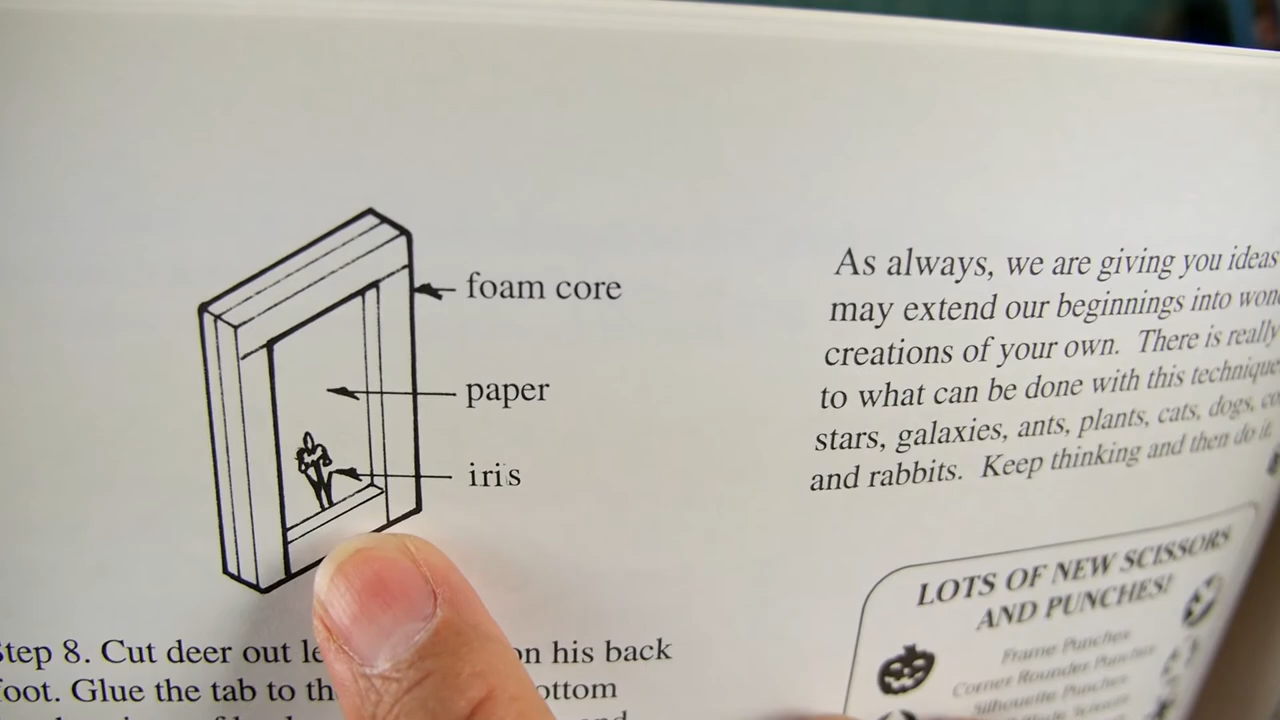 foam core
paper
iris
Step 8. Cut deer out on his back
foot. Glue the tab to ottom
As always, we are giving you ideas
may extend our beginnings into
creations of your own. There is really
to what can be done with this technique
stars, galaxies, ants, plants, cats, dogs,
and rabbits. Keep thinking and then do it.
LOTS OF NEW SCISSORS
AND PUNCHES!
Frame Punches
Corner Rounder Punches
Silhouette Punches